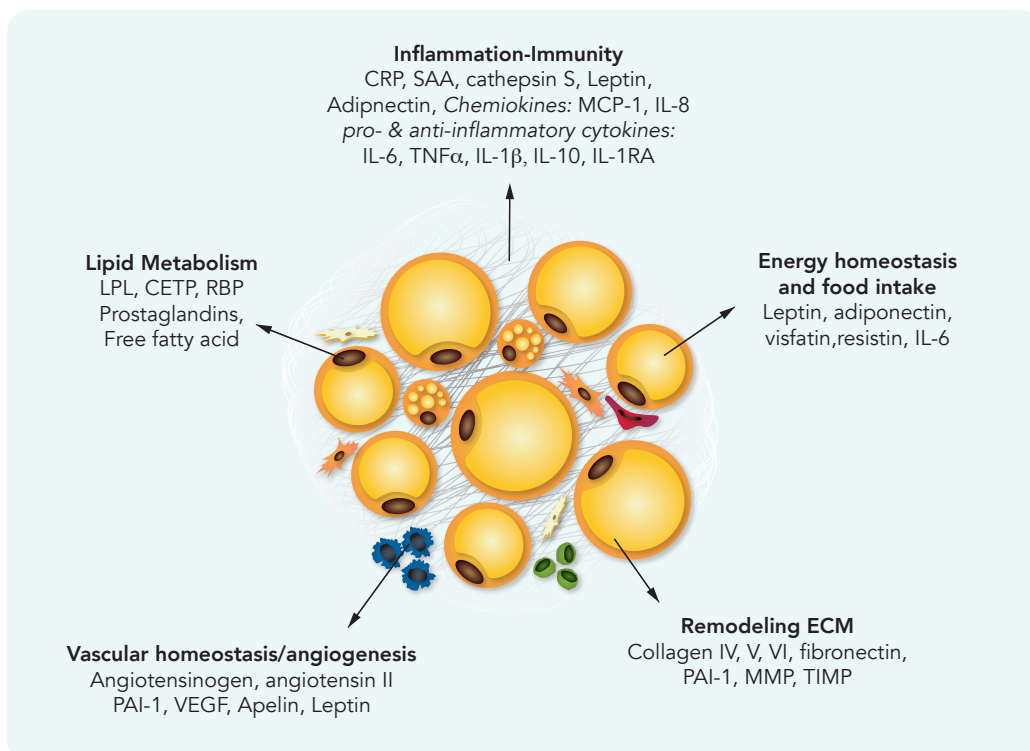 Inflammation-Immunity
CRP, SAA, cathepsin S, Leptin,
Adipnectin, Chemiokines: MCP-1, IL-8
pro- & anti-inflammatory cytokines:
IL-6, TNFα, IL-1β, IL-10, IL-1RA
Lipid Metabolism
LPL, CETP, RBP
Prostaglandins,
Free fatty acid
Energy homeostasis
and food intake
Leptin, adiponectin,
visfatin,resistin, IL-6
Vascular homeostasis/angiogenesis
Angiotensinogen, angiotensin II
PAI-1, VEGF, Apelin, Leptin
Remodeling ECM
Collagen IV, V, VI, fibronectin,
PAI-1, MMP, TIMP